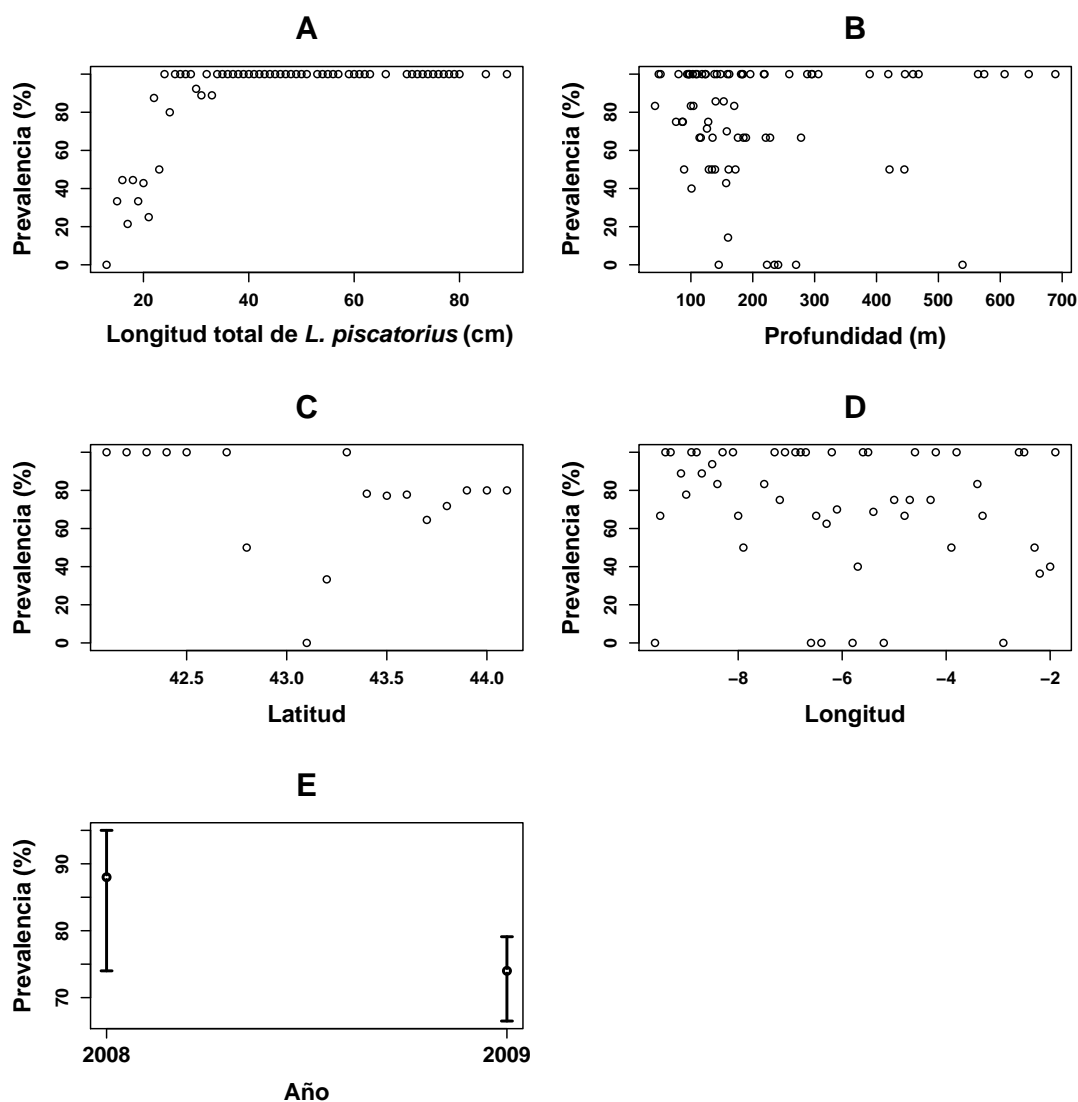 A
Prevalencia (%)
0 20 40 60 80
20 40 60 80
Longitud total de L. piscatorius (cm)
B
Prevalencia (%)
0 20 40 60 80
100 200 300 400 500 600 700
Profundidad (m)
C
Prevalencia (%)
0 20 40 60 80
42.5 43.0 43.5 44.0
Latitud
D
Prevalencia (%)
0 20 40 60 80
−8 −6 −4 −2
Longitud
E
Prevalencia (%)
70 80 90
2008 2009
Año